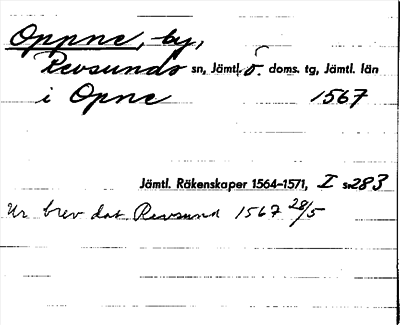 Oppne, by,
Revsunds sn, Jämtl. ö. doms. tg, Jämtl. län
i Opne 1567
Jämtl. Räkenskaper 1564–1571, I s. 283
Ur brev dat Revsund 1567 28/5